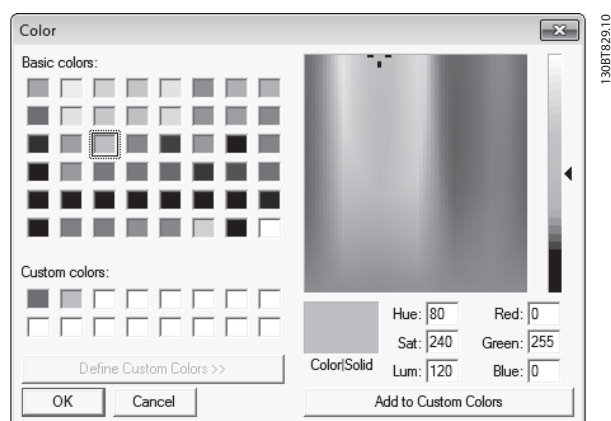 Color
Basic colors:
Custom colors:
Define Custom Colors >>
OK Cancel
Color|Solid
Hue: 80 Red: 0
Sat: 240 Green: 255
Lum: 120 Blue: 0
Add to Custom Colors
130BT829.10